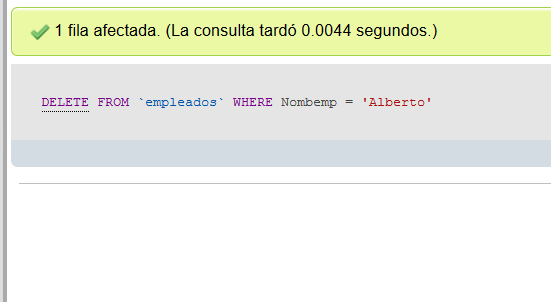 1 fila afectada. (La consulta tardó 0.0044 segundos.)
DELETE FROM `empleados` WHERE Nombemp = 'Alberto'